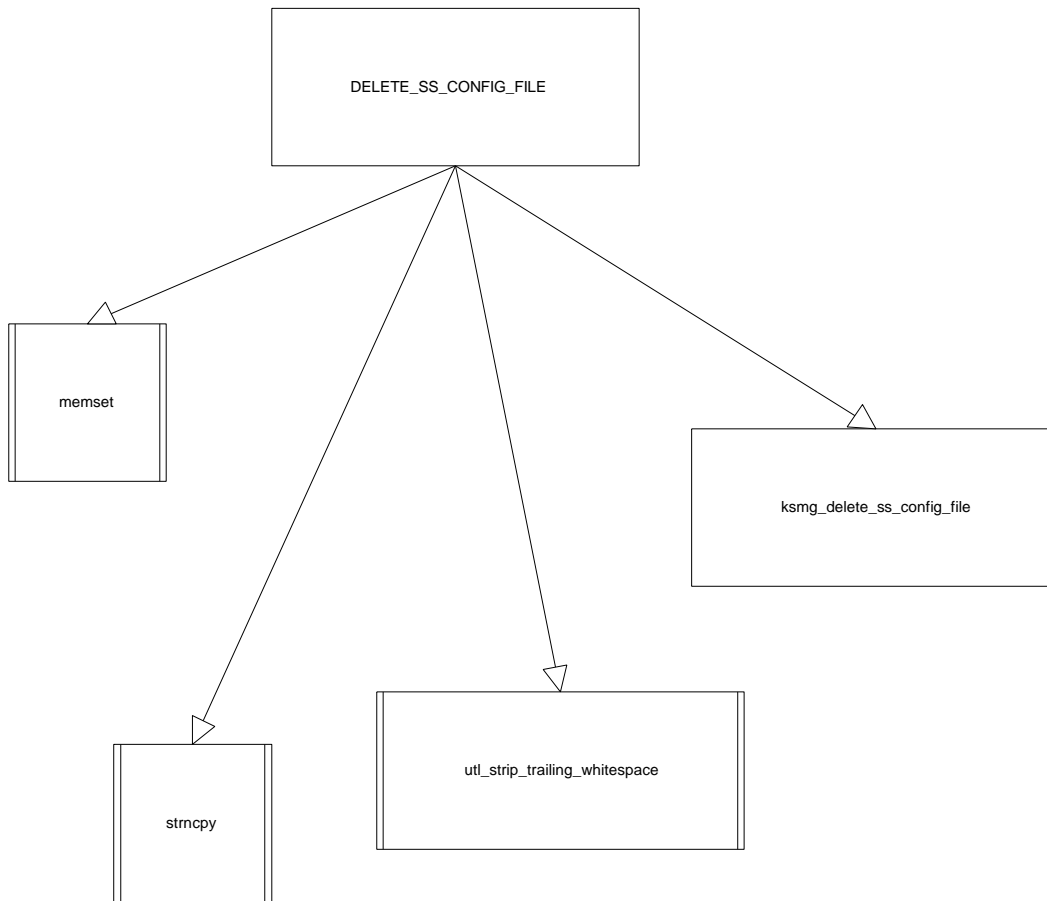 DELETE_SS_CONFIG_FILE
memset
ksmg_delete_ss_config_file
utl_strip_trailing_whitespace
strncpy